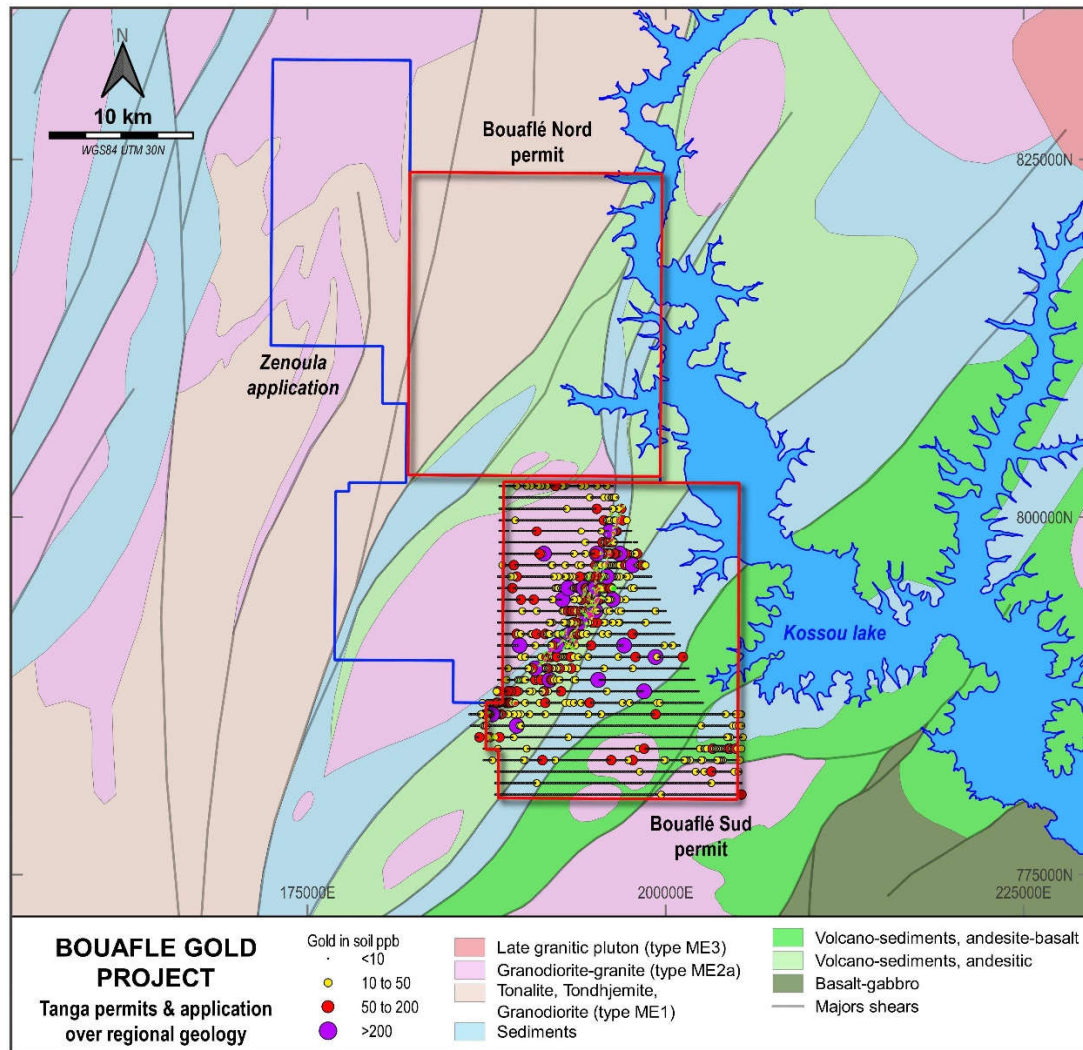 N
10 km
WGS84 UTM 30N
Bouaflé Nord
permit
825000N
Zenoula
application
800000N
Kossou lake
Bouaflé Sud
permit
175000E
200000E
775000N
225000E
BOUAFLE GOLD
PROJECT
Tanga permits & application
over regional geology
Gold in soil ppb
<10
10 to 50
50 to 200
>200
Late granitic pluton (type ME3)
Granodiorite-granite (type ME2a)
Tonalite, Tondhjemite,
Granodiorite (type ME1)
Sediments
Volcano-sediments, andesite-basalt
Volcano-sediments, andesitic
Basalt-gabbro
Majors shears